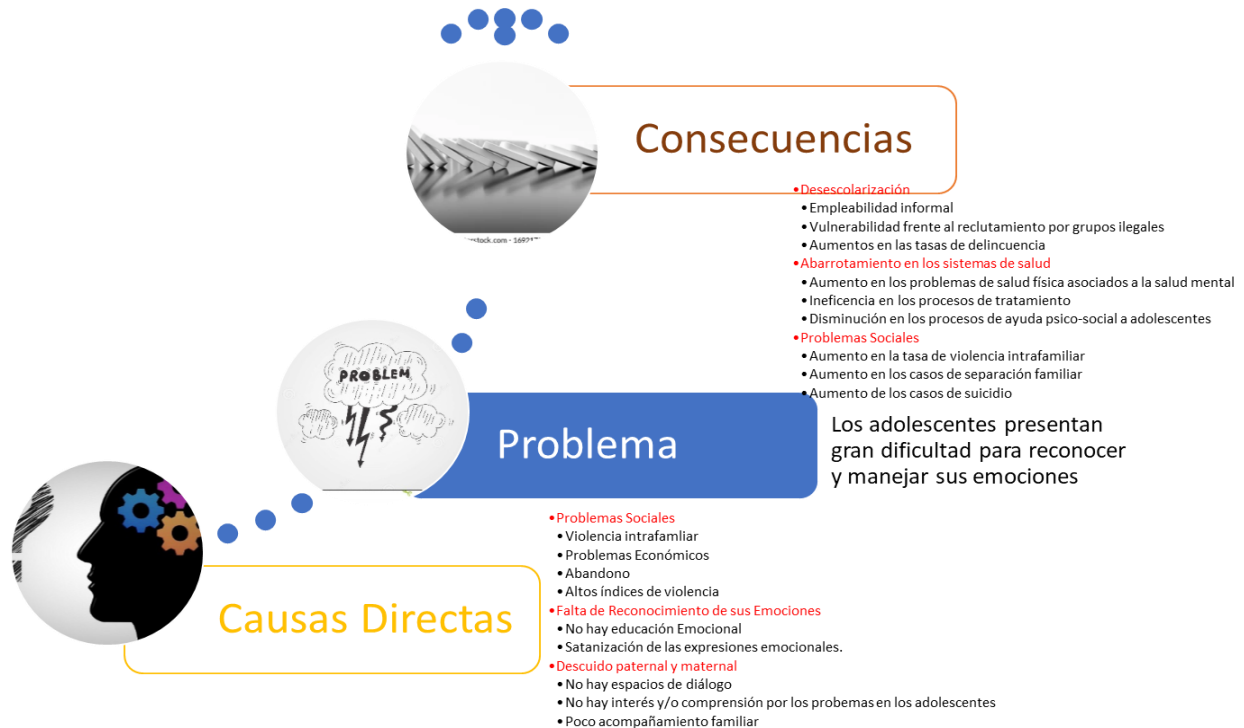 Consecuencias
•Desescolarización
•Empleabilidad informal
•Vulnerabilidad frente al reclutamiento por grupos ilegales
•Aumentos en las tasas de delincuencia
•Abarrotamiento en los sistemas de salud
•Aumento en los problemas de salud física asociados a la salud mental
•Ineficencia en los procesos de tratamiento
•Disminución en los procesos de ayuda psico-social a adolescentes
•Problemas Sociales
•Aumento en la tasa de violencia intrafamiliar
•Aumento en los casos de separación familiar
•Aumento de los casos de suicidio
PROBLEM
Problema
Los adolescentes presentan
gran dificultad para reconocer
y manejar sus emociones
Causas Directas
•Problemas Sociales
•Violencia intrafamliar
•Problemas Económicos
•Abandono
•Altos índices de violencia
•Falta de Reconocimiento de sus Emociones
•No hay educación Emocional
•Satanización de las expresiones emocionales.
•Descuido paternal y maternal
•No hay espacios de diálogo
•No hay interés y/o comprensión por los probemas en los adolescentes
•Poco acompañamiento familiar